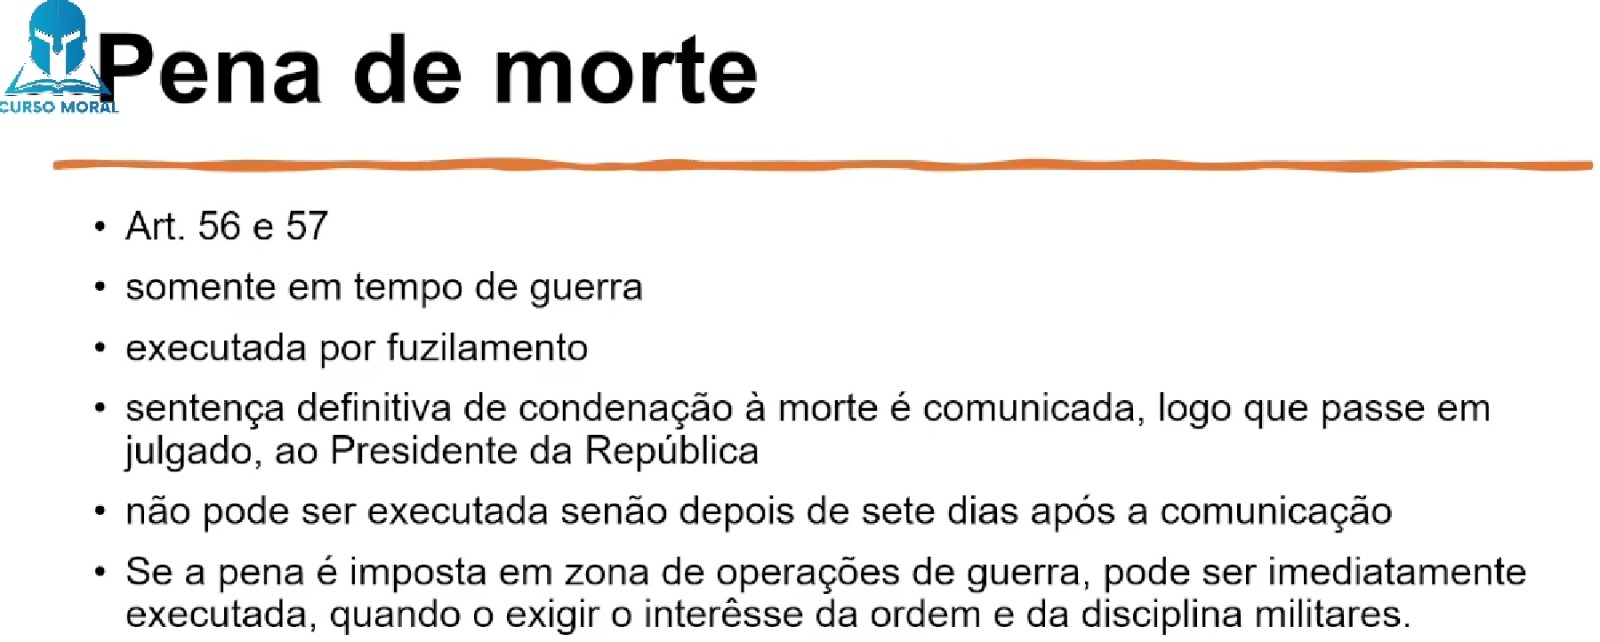 Pena de morte
CURSO MORAL
• Art. 56 e 57
• somente em tempo de guerra
• executada por fuzilamento
• sentença definitiva de condenação à morte é comunicada, logo que passe em
julgado, ao Presidente da República
• não pode ser executada senão depois de sete dias após a comunicação
• Se a pena é imposta em zona de operações de guerra, pode ser imediatamente
executada, quando o exigir o interêsse da ordem e da disciplina militares.